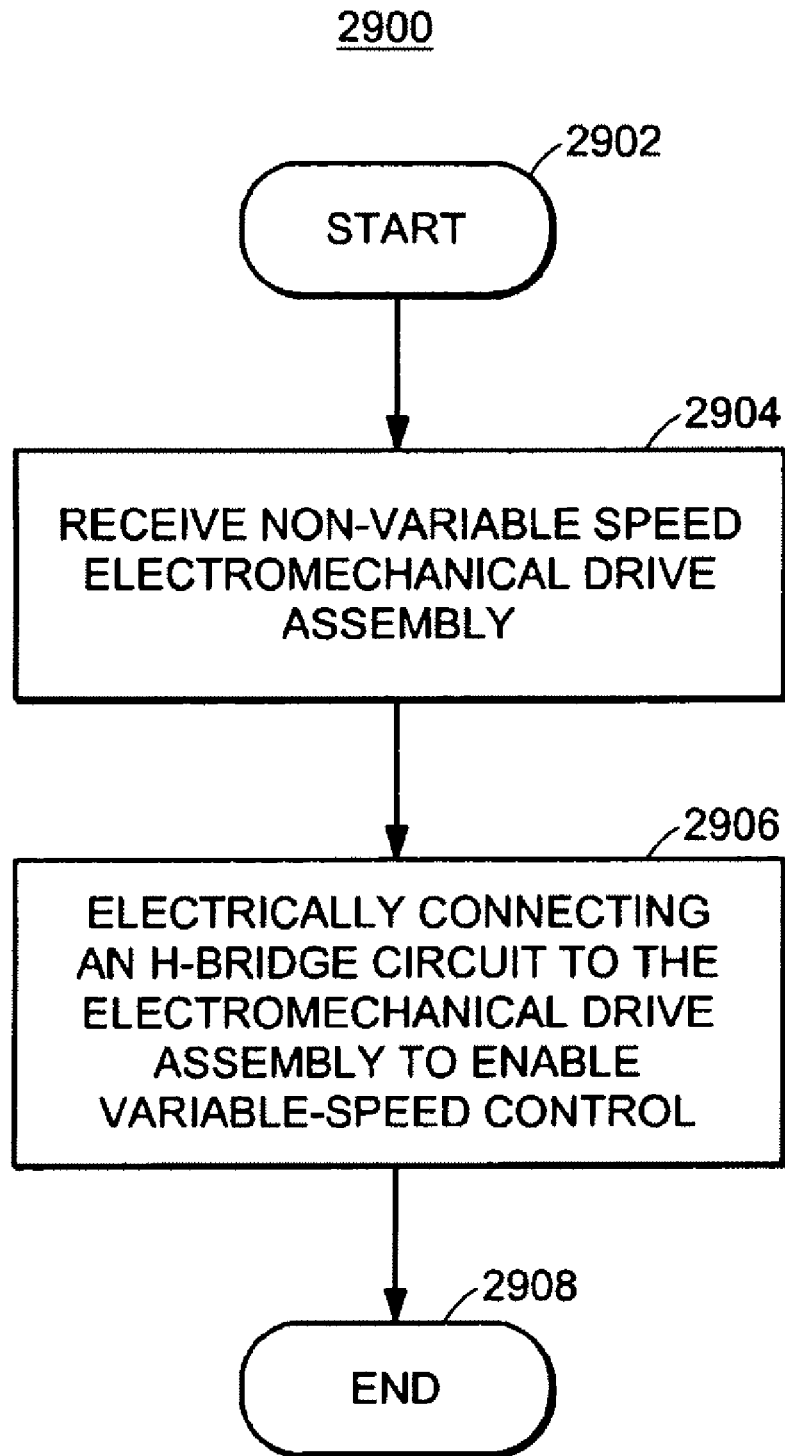 2900
2902
START
2904
RECEIVE NON-VARIABLE SPEED
ELECTROMECHANICAL DRIVE
ASSEMBLY
2906
ELECTRICALLY CONNECTING
AN H-BRIDGE CIRCUIT TO THE
ELECTROMECHANICAL DRIVE
ASSEMBLY TO ENABLE
VARIABLE-SPEED CONTROL
2908
END